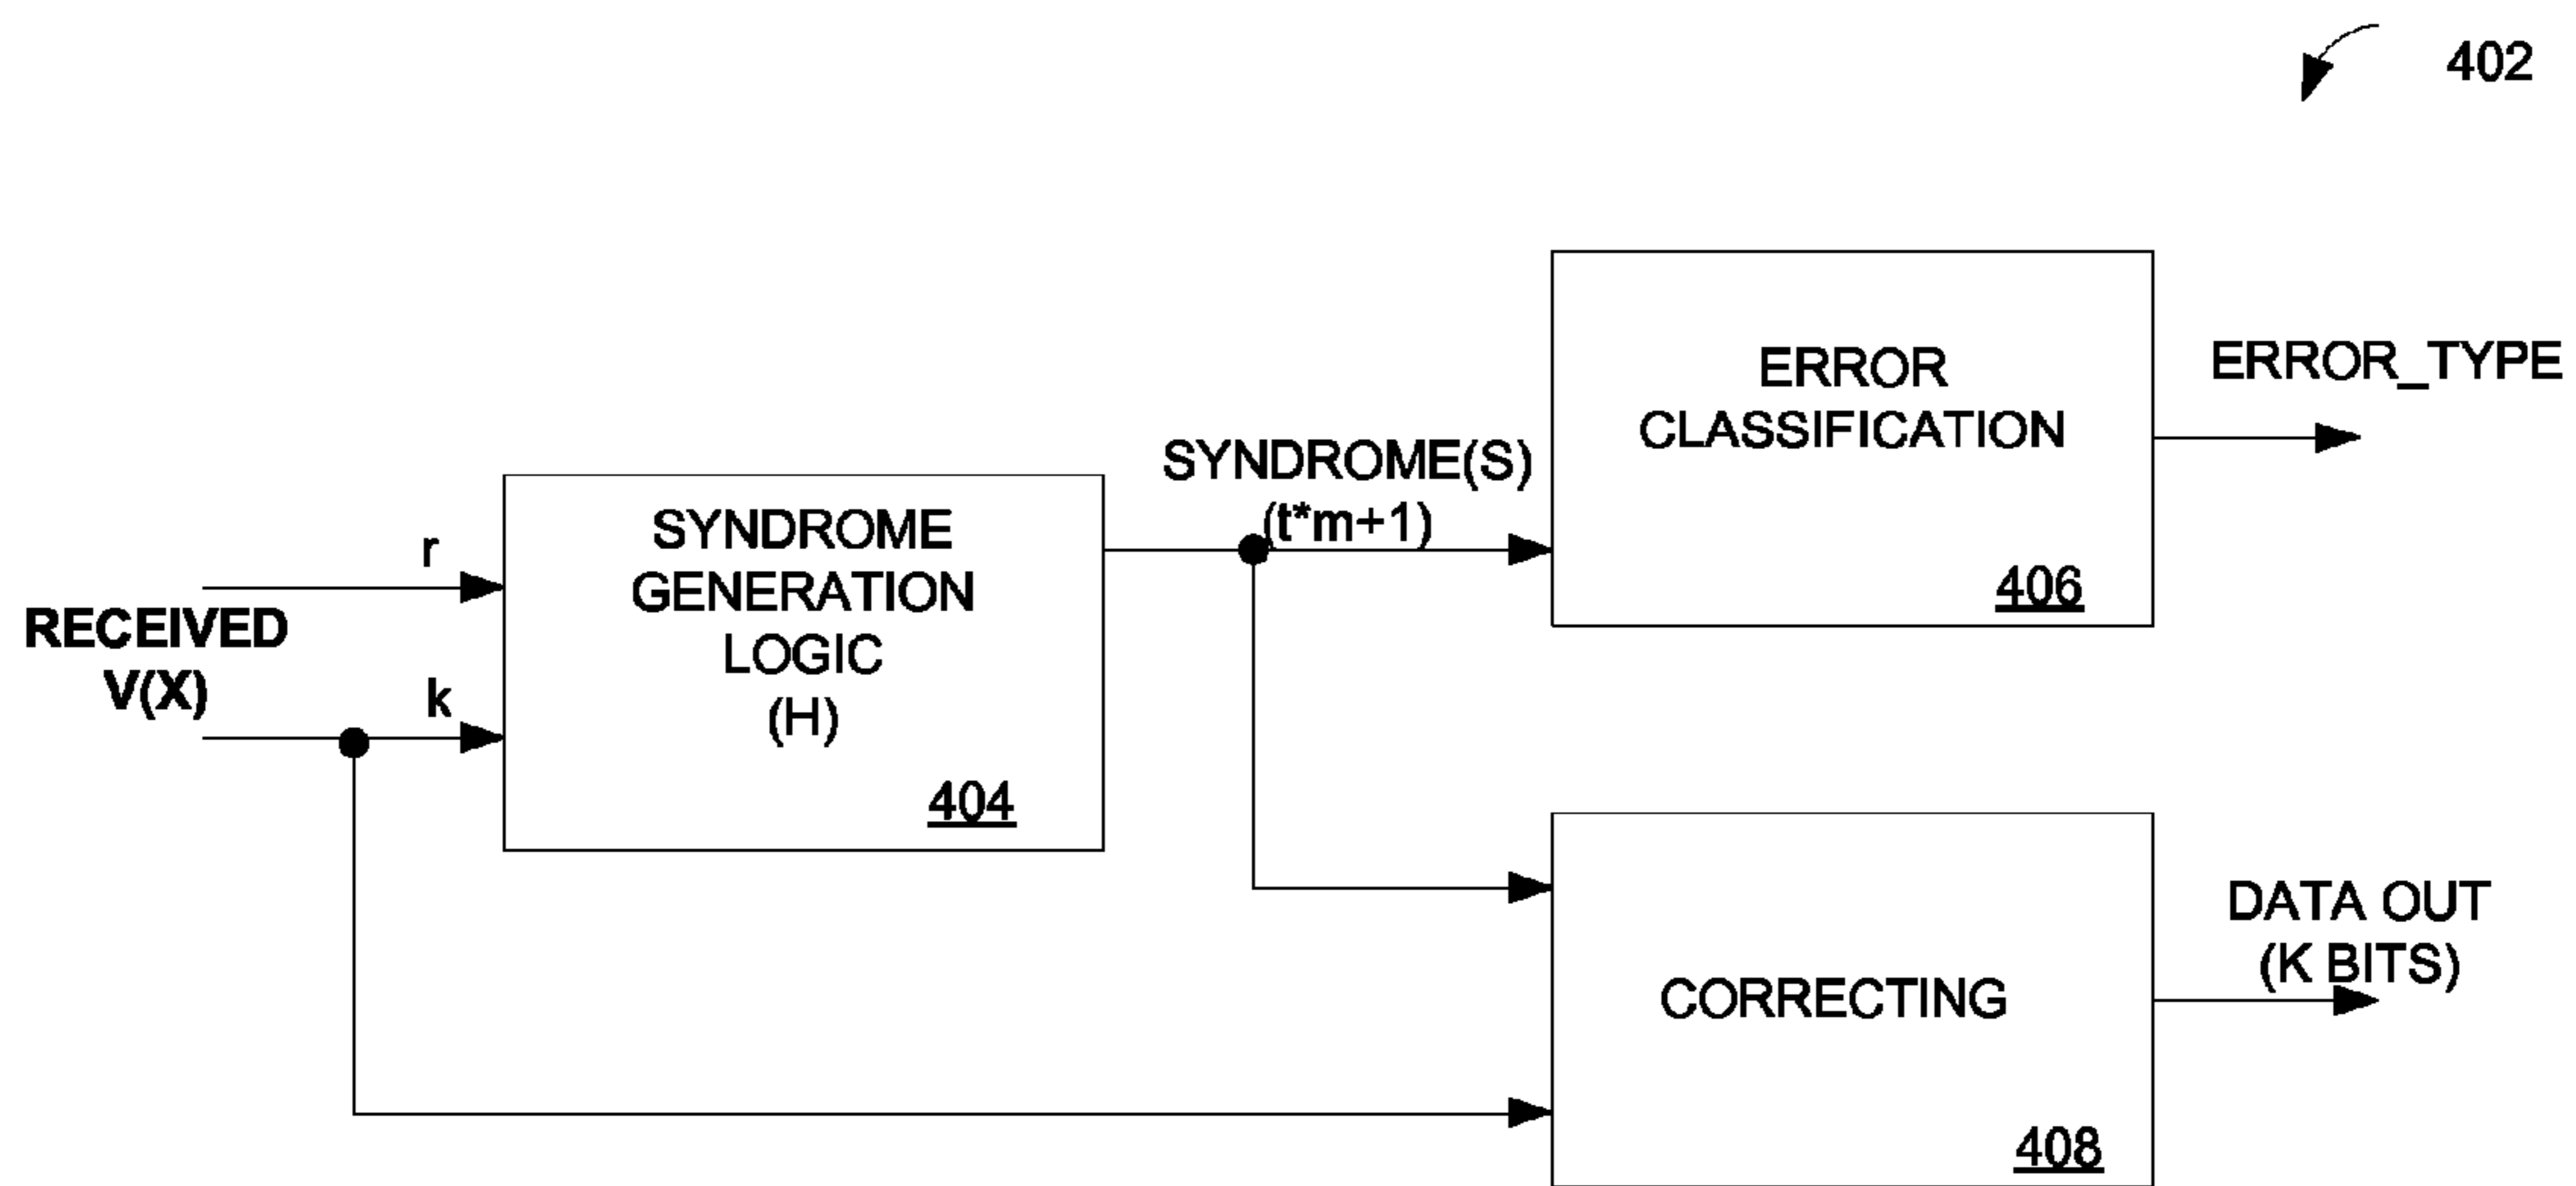 402
ERROR
CLASSIFICATION
406
ERROR_TYPE
SYNDROME(S)
(t*m+1)
RECEIVED
V(X)
r
k
SYNDROME
GENERATION
LOGIC
(H)
404
CORRECTING
408
DATA OUT
(K BITS)